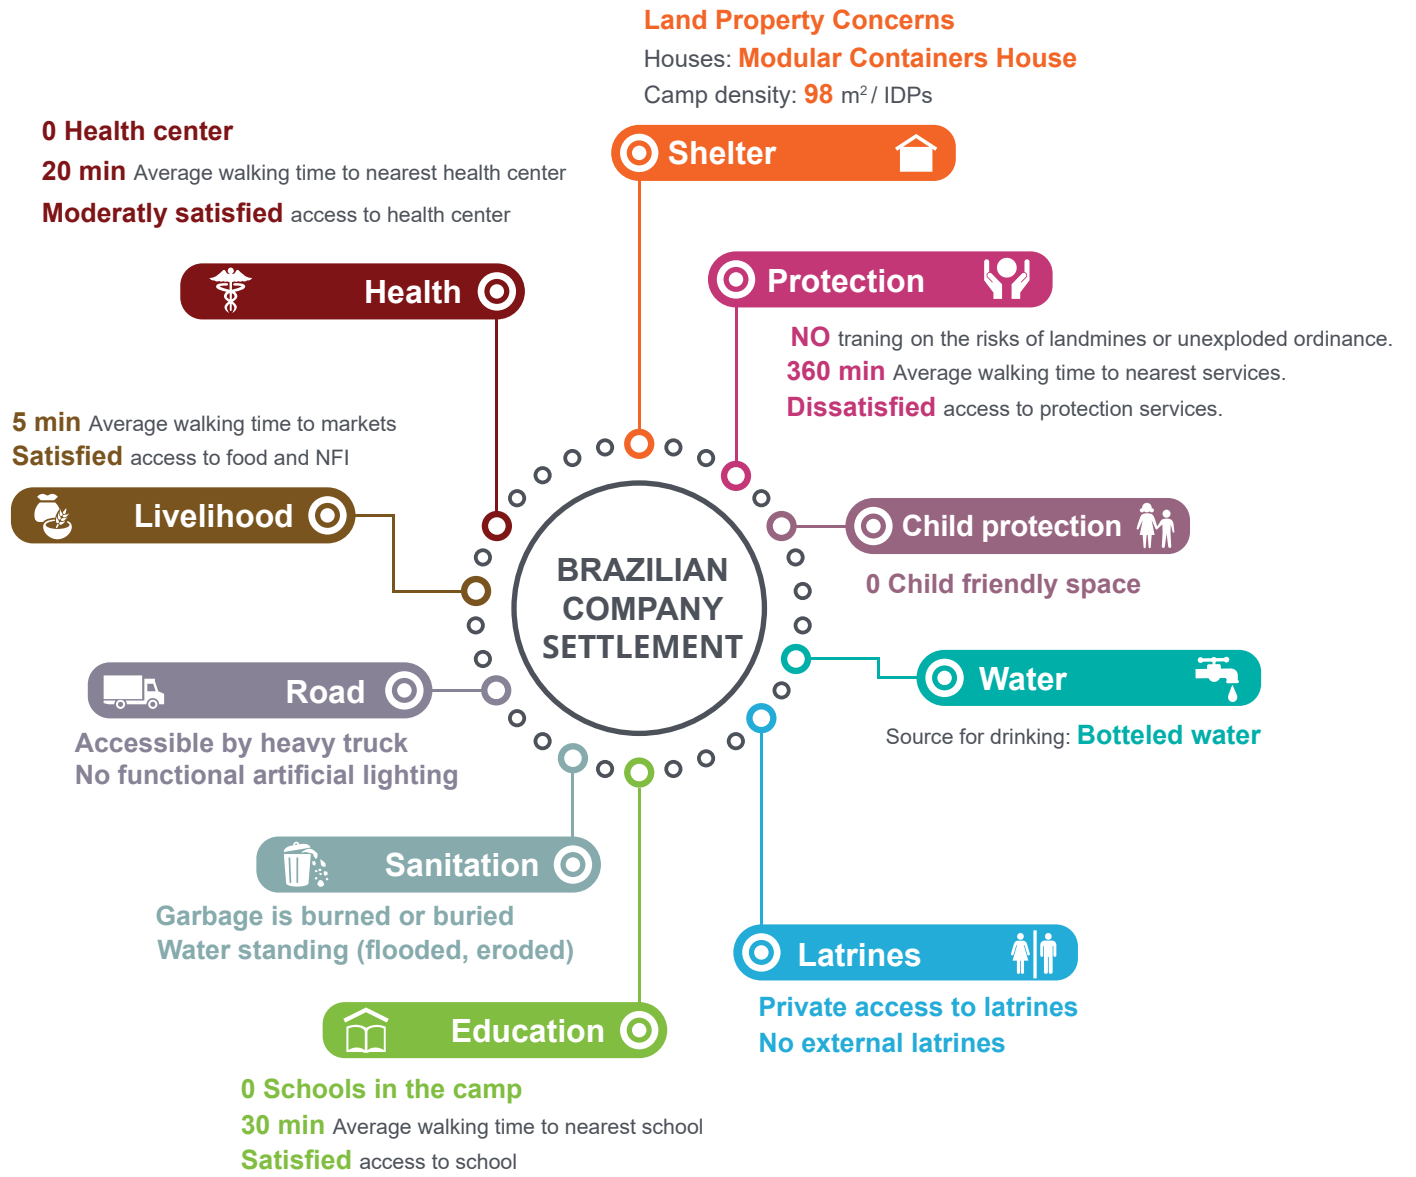 Land Property Concerns
Houses: Modular Containers House
Camp density: 98 m²/ IDPs
Shelter
0 Health center
20 min Average walking time to nearest health center
Moderatly satisfied access to health center
Health
Protection
NO traning on the risks of landmines or unexploded ordinance.
360 min Average walking time to nearest services.
Dissatisfied access to protection services.
5 min Average walking time to markets
Satisfied access to food and NFI
Livelihood
Child protection
0 Child friendly space
BRAZILIAN
COMPANY
SETTLEMENT
Water
Source for drinking: Botteled water
Road
Accessible by heavy truck
No functional artificial lighting
Sanitation
Garbage is burned or buried
Water standing (flooded, eroded)
Latrines
Private access to latrines
No external latrines
Education
0 Schools in the camp
30 min Average walking time to nearest school
Satisfied access to school